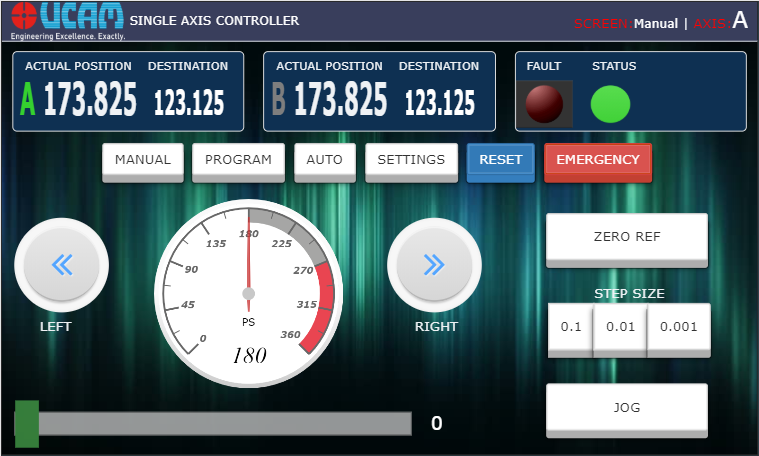 UCAM
Engineering Excellence. Exactly.
SINGLE AXIS CONTROLLER
SCREEN: Manual | AXIS: A
ACTUAL POSITION DESTINATION
A 173.825 123.125
ACTUAL POSITION DESTINATION
B 173.825 123.125
FAULT STATUS
MANUAL PROGRAM AUTO SETTINGS RESET EMERGENCY
LEFT
0
45
90
135
180
225
270
315
360
PS
180
RIGHT
ZERO REF
STEP SIZE
0.1 0.01 0.001
JOG
0